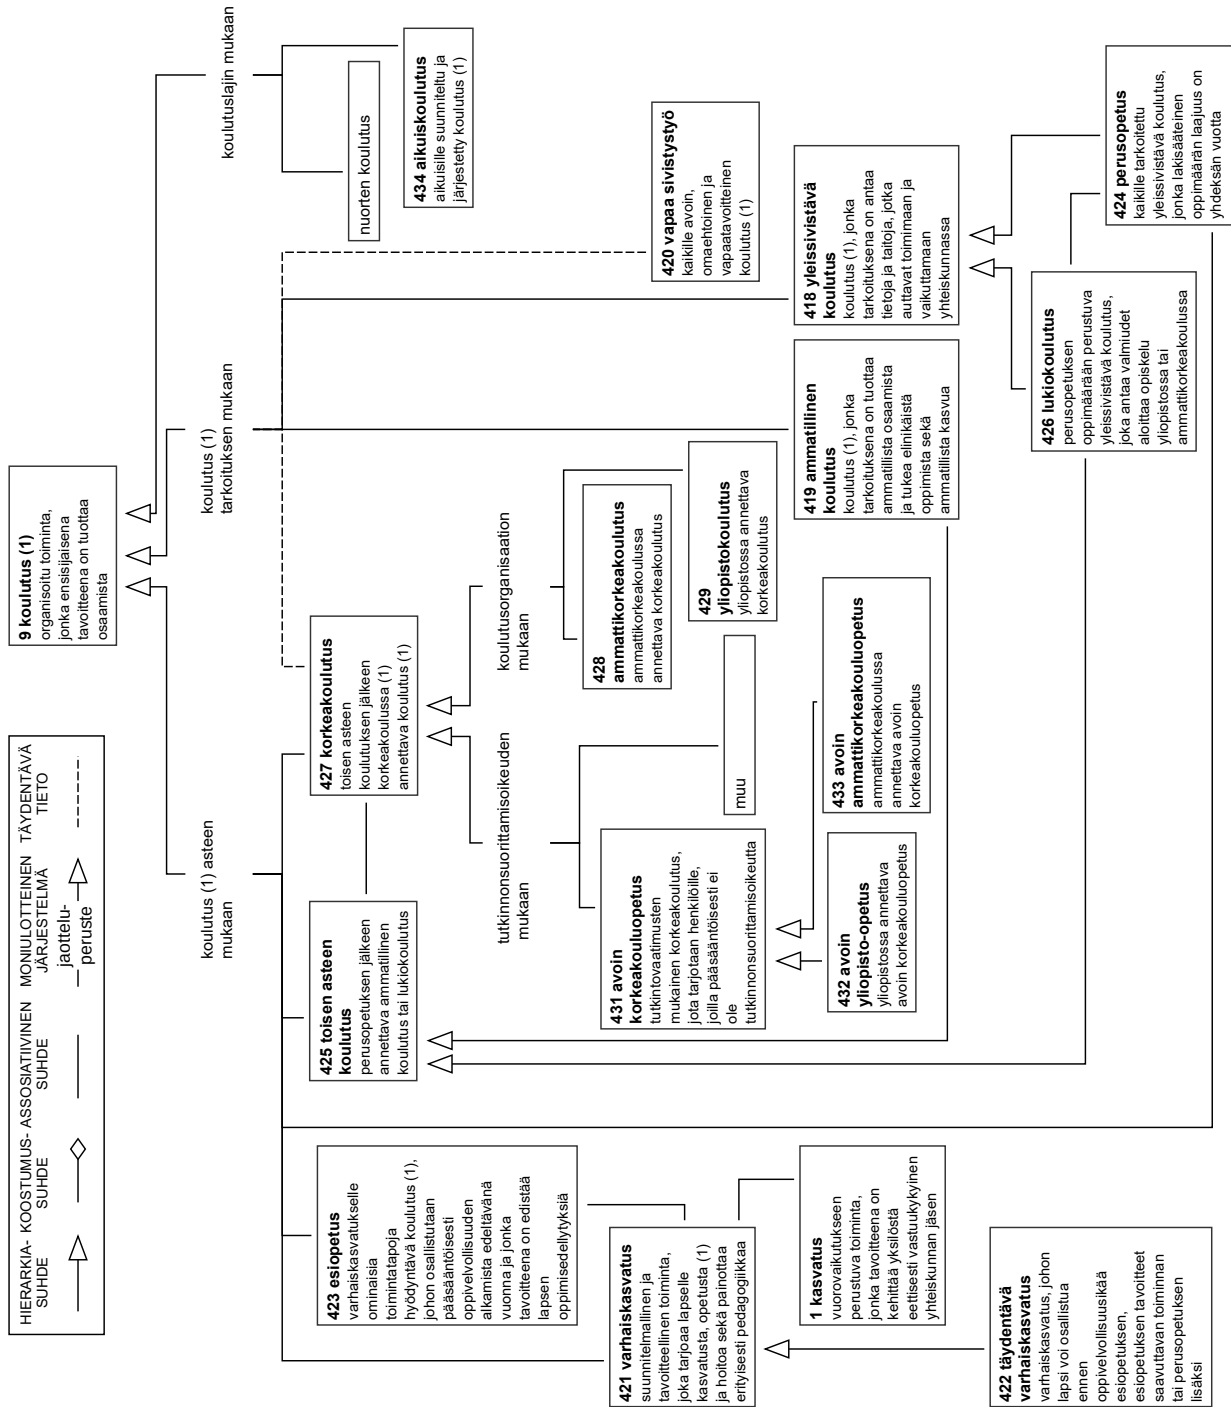 HIERARKIA-
SUHDE
KOOSTUMUS-
SUHDE
ASSOSIATIIVINEN
SUHDE
MONIULOTTEINEN
JÄRJESTELMÄ
jaottelu-
peruste
TÄYDENTÄVÄ
TIETO
9 koulutus (1)
organisoitu toiminta,
jonka ensisijaisena
tavoitteena on tuottaa
osaamista
koulutus (1) asteen
mukaan
koulutus (1)
tarkoituksen mukaan
koulutuslajin mukaan
nuorten koulutus
434 aikuiskoulutus
aikuisille suunniteltu ja
järjestetty koulutus (1)
423 esiopetus
varhaiskasvatukselle
ominaisia
toimintatapoja
hyödyntävä koulutus (1),
johon osallistutaan
pääsääntöisesti
oppivelvollisuuden
alkamista edeltävänä
vuonna ja jonka
tavoitteena on edistää
lapsen
oppimisedellytyksiä
425 toisen asteen
koulutus
perusopetuksen jälkeen
annettava ammatillinen
koulutus tai lukiokoulutus
427 korkeakoulutus
toisen asteen
koulutuksen jälkeen
korkeakoulussa (1)
annettava koulutus (1)
tutkinnonsuorittamisoikeuden
mukaan
koulutusorganisaation
mukaan
428
ammattikorkeakoulutus
ammattikorkeakoulussa
annettava korkeakoulutus
429
yliopistokoulutus
yliopistossa annettava
korkeakoulutus
420 vapaa sivistystyö
kaikille avoin,
omaehtoinen ja
vapaatavoitteinen
koulutus (1)
421 varhaiskasvatus
suunnitelmallinen ja
tavoitteellinen toiminta,
joka tarjoaa lapselle
kasvatusta, opetusta (1)
ja hoitoa sekä painottaa
erityisesti pedagogiikkaa
431 avoin
korkeakouluopetus
tutkintovaatimusten
mukainen korkeakoulutus,
jota tarjotaan henkilöille,
joilla pääsääntöisesti ei
ole
tutkinnonsuorittamisoikeutta
muu
419 ammatillinen
koulutus
koulutus (1), jonka
tarkoituksena on tuottaa
ammatillista osaamista
ja tukea elinikäistä
oppimista sekä
ammatillista kasvua
418 yleissivistävä
koulutus
koulutus (1), jonka
tarkoituksena on antaa
tietoja ja taitoja, jotka
auttavat toimimaan ja
vaikuttamaan
yhteiskunnassa
1 kasvatus
vuorovaikutukseen
perustuva toiminta,
jonka tavoitteena on
kehittää yksilöstä
eettisesti vastuukykyinen
yhteiskunnan jäsen
432 avoin
yliopisto-opetus
yliopistossa annettava
avoin korkeakouluopetus
433 avoin
ammattikorkeakouluopetus
ammattikorkeakoulussa
annettava avoin
korkeakouluopetus
422 täydentävä
varhaiskasvatus
varhaiskasvatus, johon
lapsi voi osallistua
ennen
oppivelvollisuusikää
esiopetuksen,
esiopetuksen tavoitteet
saavuttavan toiminnan
tai perusopetuksen
lisäksi
426 lukiokoulutus
perusopetuksen
oppimäärään perustuva
yleissivistävä koulutus,
joka antaa valmiudet
aloittaa opiskelu
yliopistossa tai
ammattikorkeakoulussa
424 perusopetus
kaikille tarkoitettu
yleissivistävä koulutus,
jonka lakisääteinen
oppimäärän laajuus on
yhdeksän vuotta